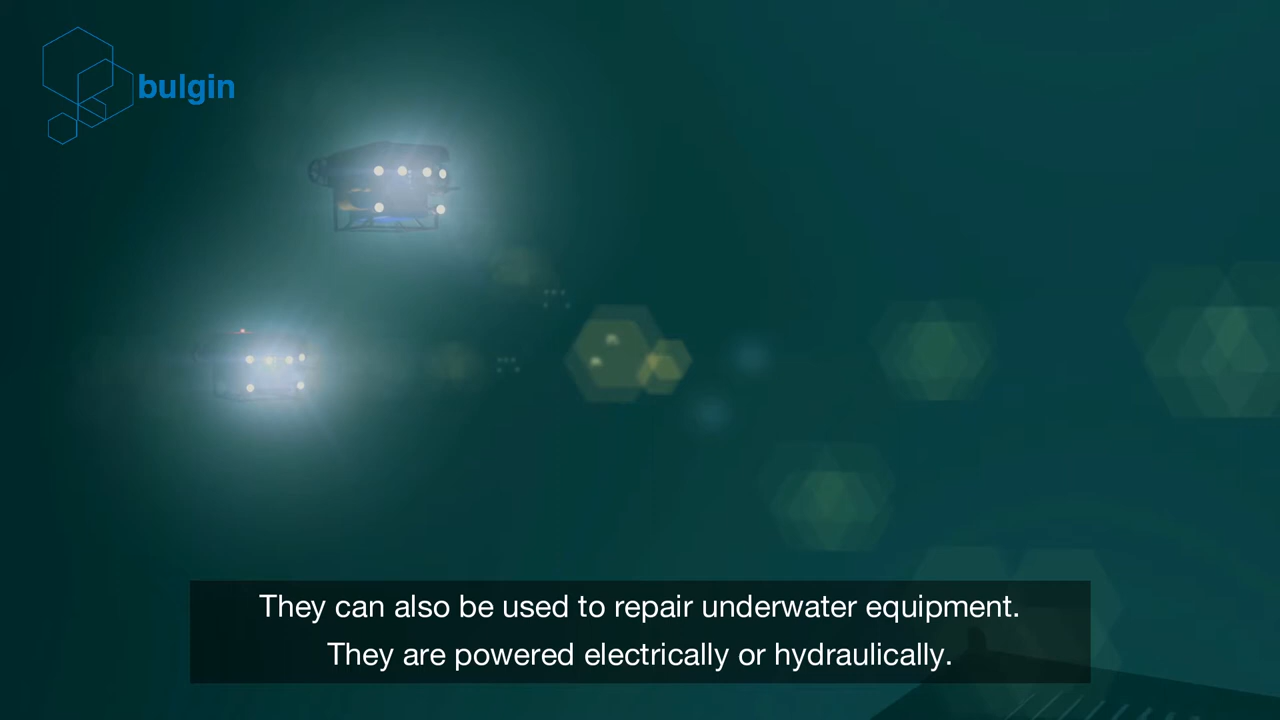 bulgin
They can also be used to repair underwater equipment.
They are powered electrically or hydraulically.